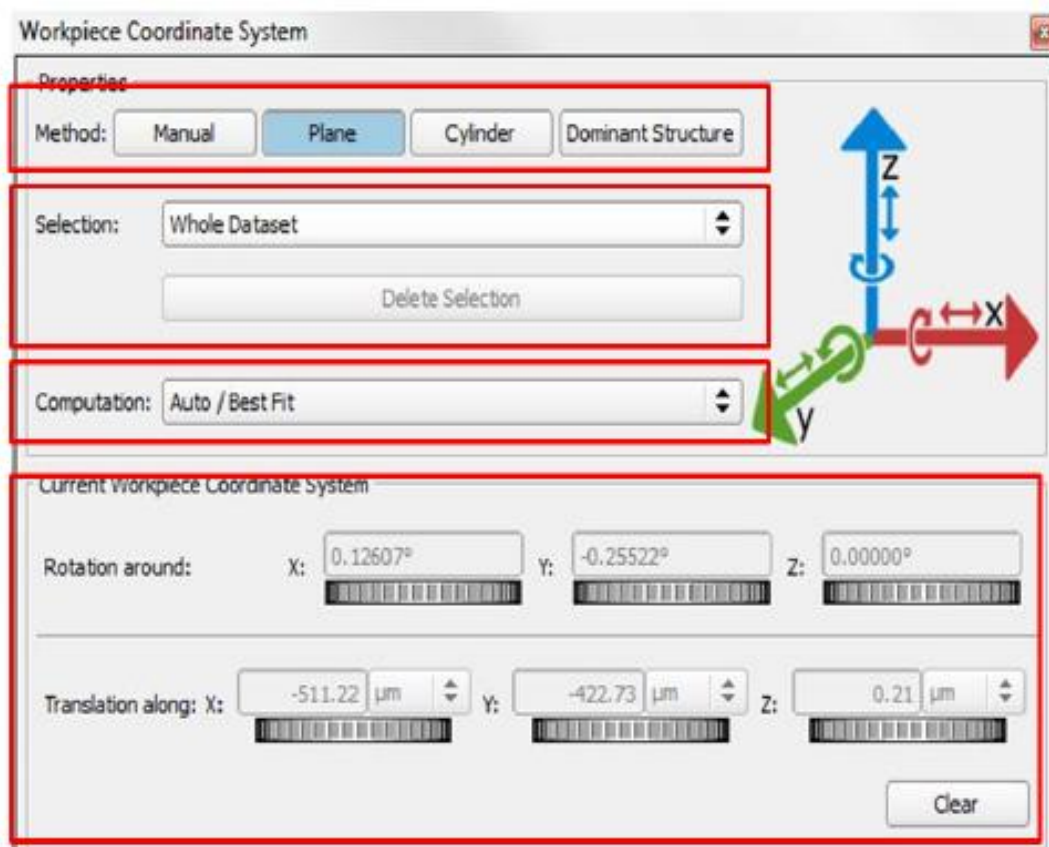 Workpiece Coordinate System
Properties
Method: Manual Plane Cylinder Dominant Structure
Selection: Whole Dataset
Delete Selection
Computation: Auto / Best Fit
z
x
y
Current Workpiece Coordinate System
Rotation around: X: 0.12607° Y: -0.25522° Z: 0.00000°
Translation along: X: -511.22 µm Y: -422.73 µm Z: 0.21 µm
Clear